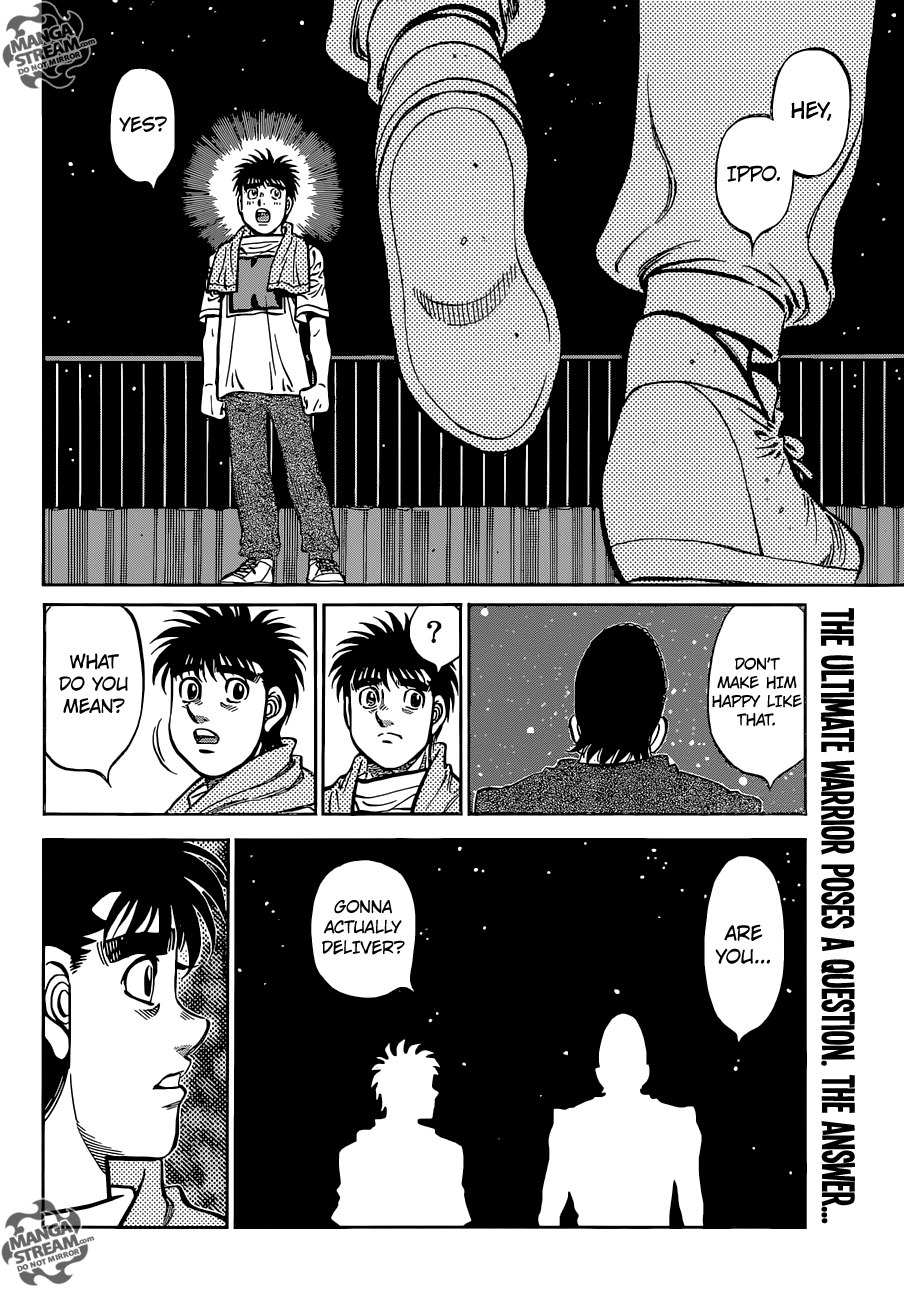 MANGA
STREAM.com
DO NOT MIRROR
HEY,
IPPO.
YES?
DON'T
MAKE HIM
HAPPY LIKE
THAT.
?
WHAT
DO YOU
MEAN?
ARE
YOU...
GONNA
ACTUALLY
DELIVER?
THE ULTIMATE WARRIOR POSES A QUESTION. THE ANSWER...
MANGA
STREAM.com
DO NOT MIRROR